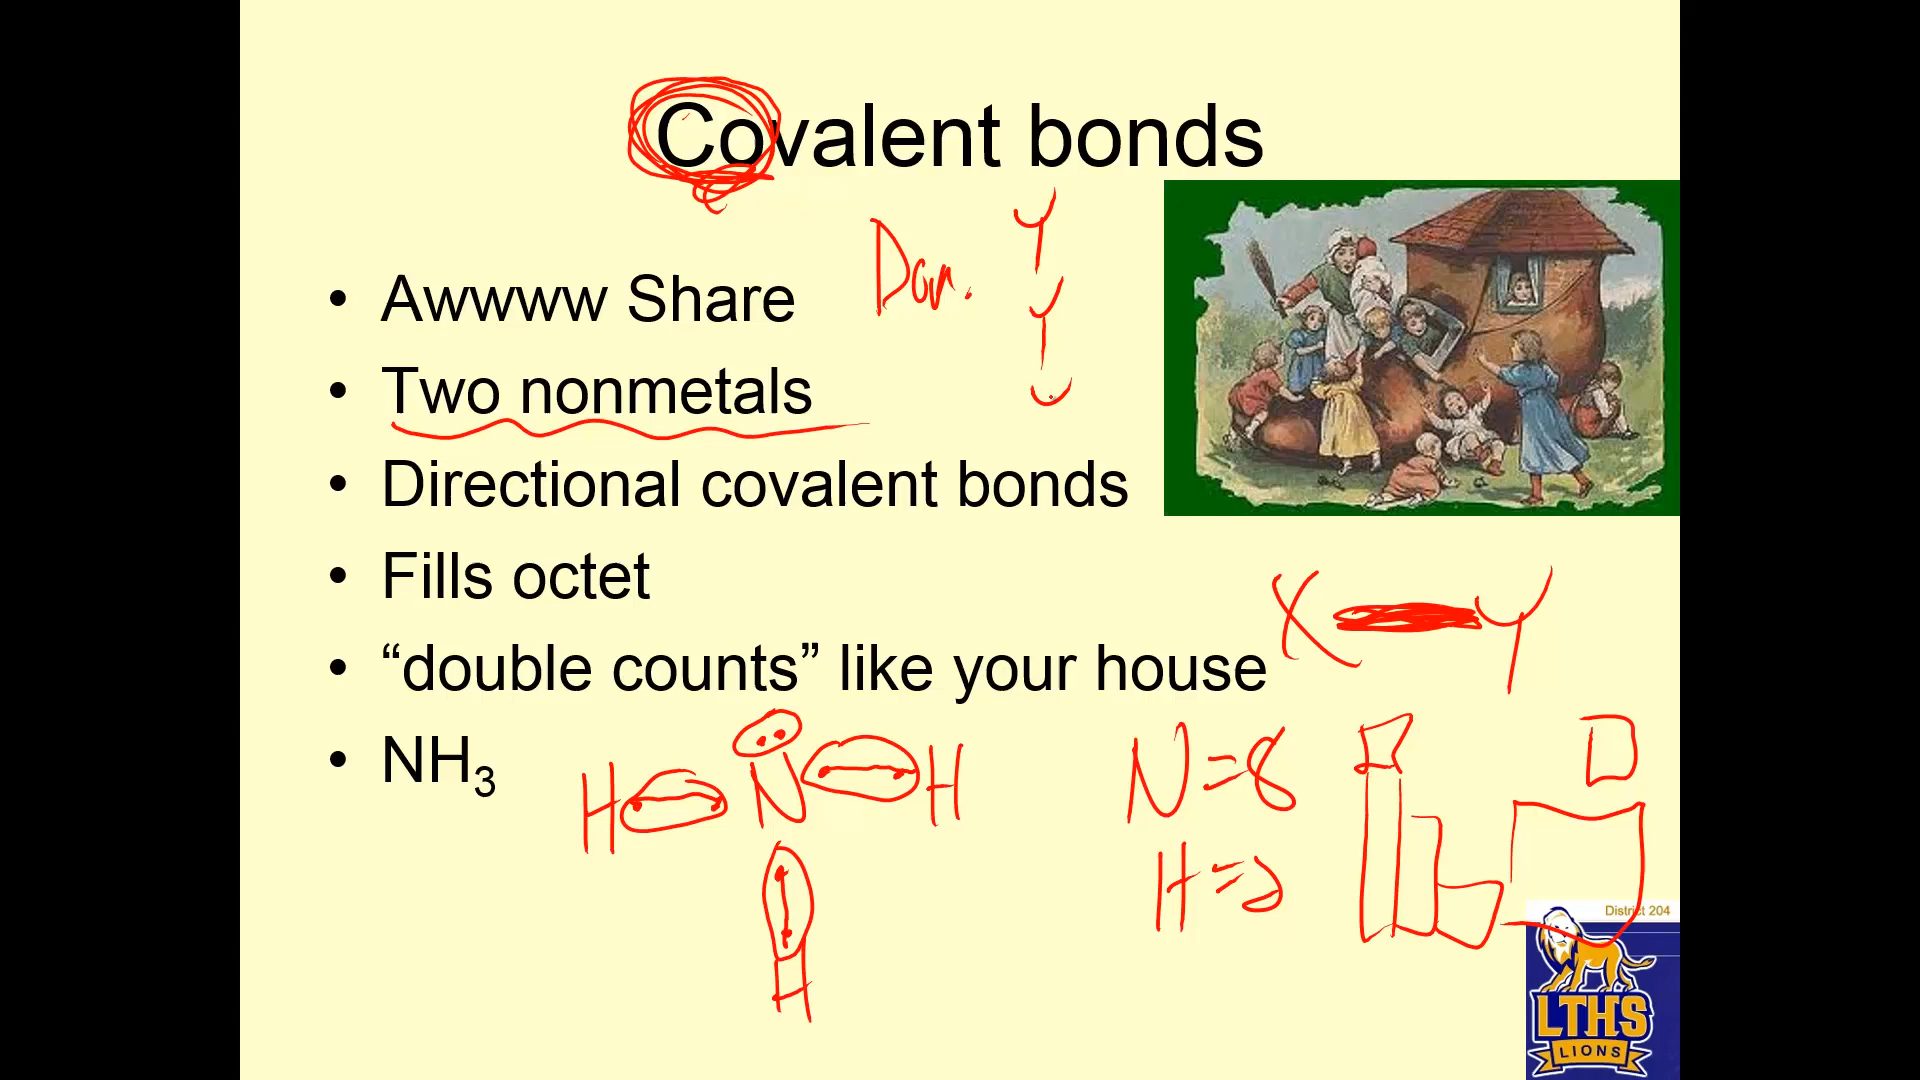 Covalent bonds
• Awwww Share
• Two nonmetals
• Directional covalent bonds
• Fills octet
• “double counts” like your house
• NH3
Y
Y
X Y
H N H
H
N=8
H=2
District 204
LTHS
LIONS